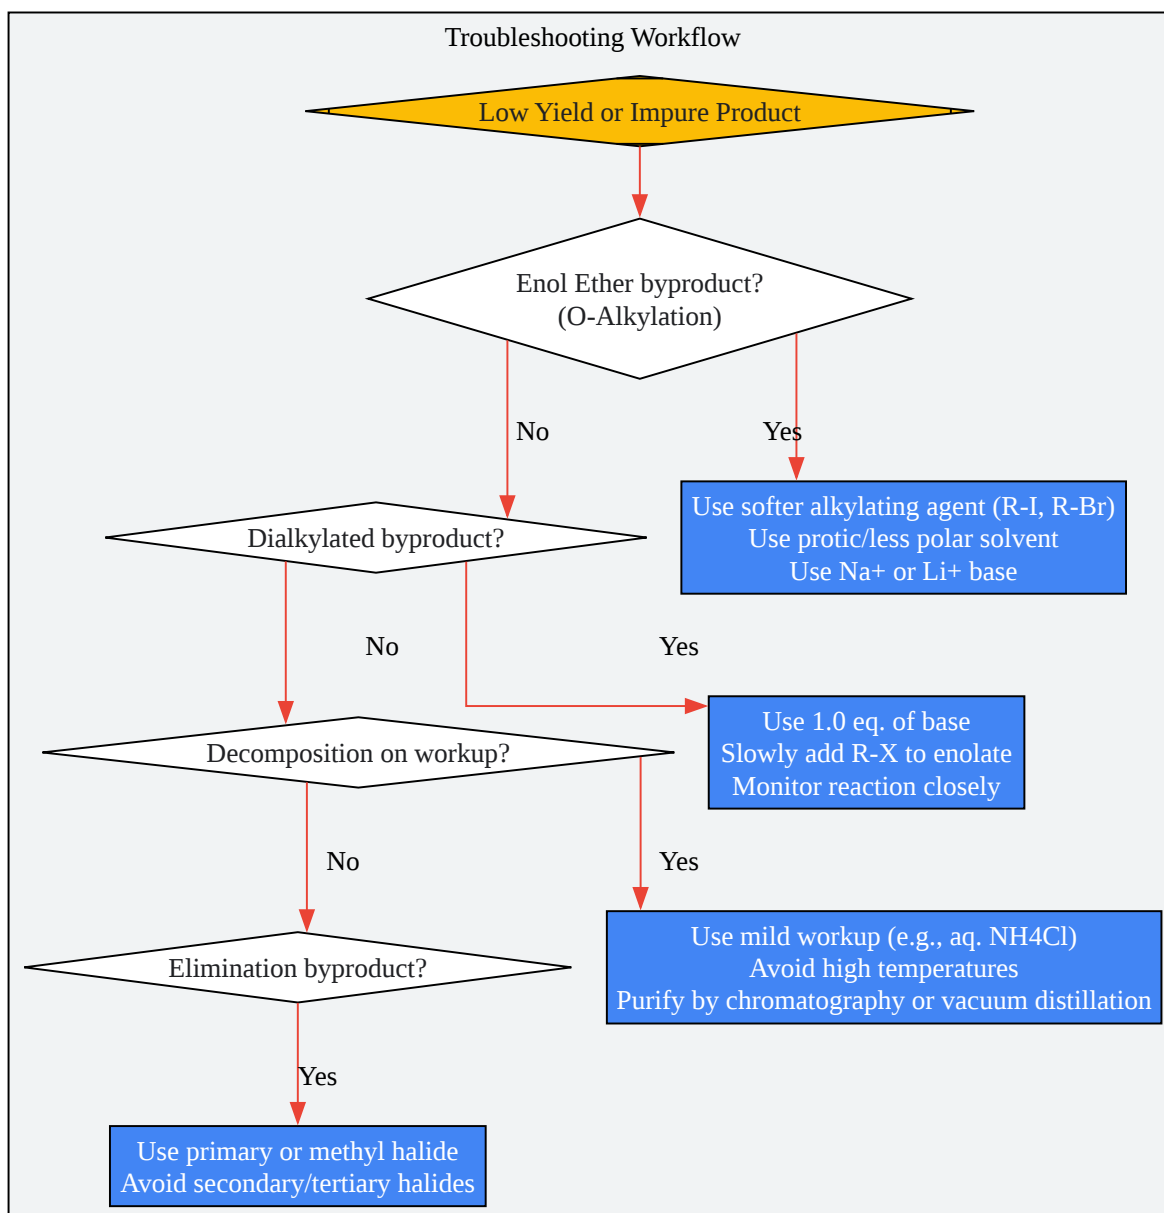 Troubleshooting Workflow
Low Yield or Impure Product
Enol Ether byproduct?
(O-Alkylation)
No
Yes
Use softer alkylating agent (R-I, R-Br)
Use protic/less polar solvent
Use Na+ or Li+ base
Dialkylated byproduct?
No
Yes
Use 1.0 eq. of base
Slowly add R-X to enolate
Monitor reaction closely
Decomposition on workup?
No
Yes
Use mild workup (e.g., aq. NH4Cl)
Avoid high temperatures
Purify by chromatography or vacuum distillation
Elimination byproduct?
Yes
Use primary or methyl halide
Avoid secondary/tertiary halides